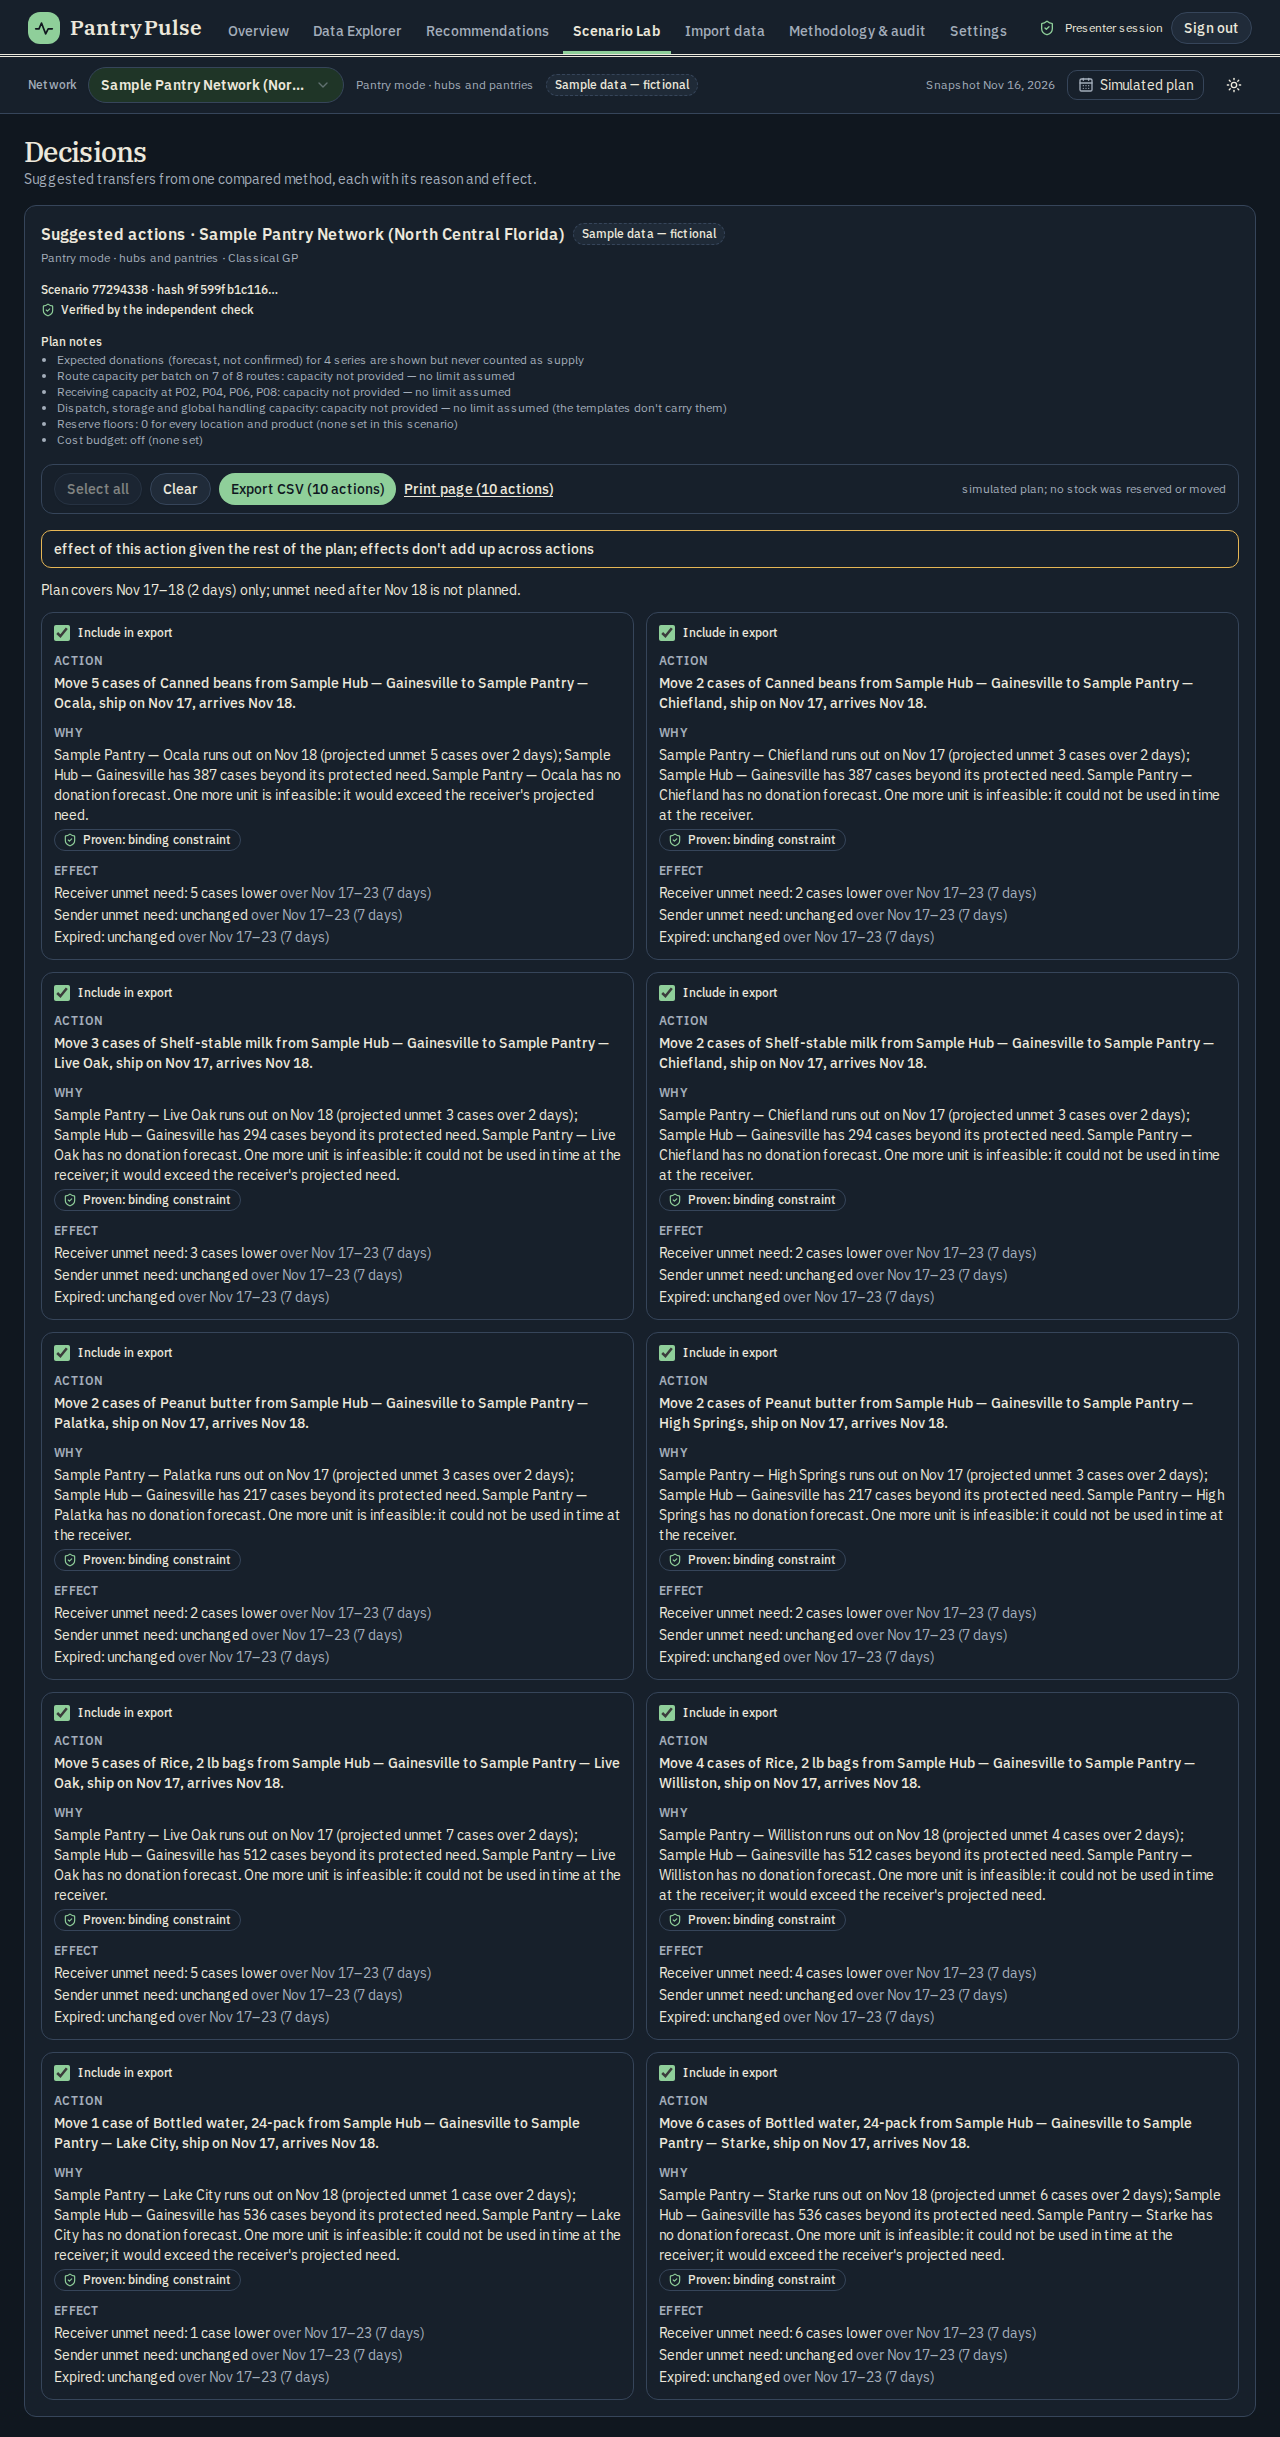 PantryPulse
Overview
Data Explorer
Recommendations
Scenario Lab
Import data
Methodology & audit
Settings
Presenter session
Sign out
Network
Sample Pantry Network (Nor...
Pantry mode · hubs and pantries
Sample data — fictional
Snapshot Nov 16, 2026
Simulated plan
Decisions
Suggested transfers from one compared method, each with its reason and effect.
Suggested actions · Sample Pantry Network (North Central Florida)
Sample data — fictional
Pantry mode · hubs and pantries · Classical GP
Scenario 77294338 · hash 9f599fb1c116...
Verified by the independent check
Plan notes
• Expected donations (forecast, not confirmed) for 4 series are shown but never counted as supply
• Route capacity per batch on 7 of 8 routes: capacity not provided — no limit assumed
• Receiving capacity at P02, P04, P06, P08: capacity not provided — no limit assumed
• Dispatch, storage and global handling capacity: capacity not provided — no limit assumed (the templates don't carry them)
• Reserve floors: 0 for every location and product (none set in this scenario)
• Cost budget: off (none set)
Select all
Clear
Export CSV (10 actions)
Print page (10 actions)
simulated plan; no stock was reserved or moved
effect of this action given the rest of the plan; effects don't add up across actions
Plan covers Nov 17–18 (2 days) only; unmet need after Nov 18 is not planned.
Include in export
ACTION
Move 5 cases of Canned beans from Sample Hub — Gainesville to Sample Pantry —
Ocala, ship on Nov 17, arrives Nov 18.
WHY
Sample Pantry — Ocala runs out on Nov 18 (projected unmet 5 cases over 2 days); Sample
Hub — Gainesville has 387 cases beyond its protected need. Sample Pantry — Ocala has no
donation forecast. One more unit is infeasible: it would exceed the receiver's projected
need.
Proven: binding constraint
EFFECT
Receiver unmet need: 5 cases lower over Nov 17–23 (7 days)
Sender unmet need: unchanged over Nov 17–23 (7 days)
Expired: unchanged over Nov 17–23 (7 days)
Include in export
ACTION
Move 2 cases of Canned beans from Sample Hub — Gainesville to Sample Pantry —
Chiefland, ship on Nov 17, arrives Nov 18.
WHY
Sample Pantry — Chiefland runs out on Nov 17 (projected unmet 3 cases over 2 days);
Sample Hub — Gainesville has 387 cases beyond its protected need. Sample Pantry —
Chiefland has no donation forecast. One more unit is infeasible: it could not be used in time
at the receiver.
Proven: binding constraint
EFFECT
Receiver unmet need: 2 cases lower over Nov 17–23 (7 days)
Sender unmet need: unchanged over Nov 17–23 (7 days)
Expired: unchanged over Nov 17–23 (7 days)
Include in export
ACTION
Move 3 cases of Shelf-stable milk from Sample Hub — Gainesville to Sample Pantry —
Live Oak, ship on Nov 17, arrives Nov 18.
WHY
Sample Pantry — Live Oak runs out on Nov 18 (projected unmet 3 cases over 2 days);
Sample Hub — Gainesville has 294 cases beyond its protected need. Sample Pantry — Live
Oak has no donation forecast. One more unit is infeasible: it could not be used in time at the
receiver; it would exceed the receiver's projected need.
Proven: binding constraint
EFFECT
Receiver unmet need: 3 cases lower over Nov 17–23 (7 days)
Sender unmet need: unchanged over Nov 17–23 (7 days)
Expired: unchanged over Nov 17–23 (7 days)
Include in export
ACTION
Move 2 cases of Shelf-stable milk from Sample Hub — Gainesville to Sample Pantry —
Chiefland, ship on Nov 17, arrives Nov 18.
WHY
Sample Pantry — Chiefland runs out on Nov 17 (projected unmet 3 cases over 2 days);
Sample Hub — Gainesville has 294 cases beyond its protected need. Sample Pantry —
Chiefland has no donation forecast. One more unit is infeasible: it could not be used in time
at the receiver.
Proven: binding constraint
EFFECT
Receiver unmet need: 2 cases lower over Nov 17–23 (7 days)
Sender unmet need: unchanged over Nov 17–23 (7 days)
Expired: unchanged over Nov 17–23 (7 days)
Include in export
ACTION
Move 2 cases of Peanut butter from Sample Hub — Gainesville to Sample Pantry —
Palatka, ship on Nov 17, arrives Nov 18.
WHY
Sample Pantry — Palatka runs out on Nov 17 (projected unmet 3 cases over 2 days);
Sample Hub — Gainesville has 217 cases beyond its protected need. Sample Pantry —
Palatka has no donation forecast. One more unit is infeasible: it could not be used in time at
the receiver.
Proven: binding constraint
EFFECT
Receiver unmet need: 2 cases lower over Nov 17–23 (7 days)
Sender unmet need: unchanged over Nov 17–23 (7 days)
Expired: unchanged over Nov 17–23 (7 days)
Include in export
ACTION
Move 2 cases of Peanut butter from Sample Hub — Gainesville to Sample Pantry —
High Springs, ship on Nov 17, arrives Nov 18.
WHY
Sample Pantry — High Springs runs out on Nov 17 (projected unmet 3 cases over 2 days);
Sample Hub — Gainesville has 217 cases beyond its protected need. Sample Pantry — High
Springs has no donation forecast. One more unit is infeasible: it could not be used in time at
the receiver.
Proven: binding constraint
EFFECT
Receiver unmet need: 2 cases lower over Nov 17–23 (7 days)
Sender unmet need: unchanged over Nov 17–23 (7 days)
Expired: unchanged over Nov 17–23 (7 days)
Include in export
ACTION
Move 5 cases of Rice, 2 lb bags from Sample Hub — Gainesville to Sample Pantry — Live
Oak, ship on Nov 17, arrives Nov 18.
WHY
Sample Pantry — Live Oak runs out on Nov 17 (projected unmet 7 cases over 2 days);
Sample Hub — Gainesville has 512 cases beyond its protected need. Sample Pantry — Live
Oak has no donation forecast. One more unit is infeasible: it could not be used in time at the
receiver.
Proven: binding constraint
EFFECT
Receiver unmet need: 5 cases lower over Nov 17–23 (7 days)
Sender unmet need: unchanged over Nov 17–23 (7 days)
Expired: unchanged over Nov 17–23 (7 days)
Include in export
ACTION
Move 4 cases of Rice, 2 lb bags from Sample Hub — Gainesville to Sample Pantry —
Williston, ship on Nov 17, arrives Nov 18.
WHY
Sample Pantry — Williston runs out on Nov 18 (projected unmet 4 cases over 2 days);
Sample Hub — Gainesville has 512 cases beyond its protected need. Sample Pantry —
Williston has no donation forecast. One more unit is infeasible: it could not be used in time
at the receiver; it would exceed the receiver's projected need.
Proven: binding constraint
EFFECT
Receiver unmet need: 4 cases lower over Nov 17–23 (7 days)
Sender unmet need: unchanged over Nov 17–23 (7 days)
Expired: unchanged over Nov 17–23 (7 days)
Include in export
ACTION
Move 1 case of Bottled water, 24-pack from Sample Hub — Gainesville to Sample
Pantry — Lake City, ship on Nov 17, arrives Nov 18.
WHY
Sample Pantry — Lake City runs out on Nov 18 (projected unmet 1 case over 2 days);
Sample Hub — Gainesville has 536 cases beyond its protected need. Sample Pantry — Lake
City has no donation forecast. One more unit is infeasible: it could not be used in time at the
receiver; it would exceed the receiver's projected need.
Proven: binding constraint
EFFECT
Receiver unmet need: 1 case lower over Nov 17–23 (7 days)
Sender unmet need: unchanged over Nov 17–23 (7 days)
Expired: unchanged over Nov 17–23 (7 days)
Include in export
ACTION
Move 6 cases of Bottled water, 24-pack from Sample Hub — Gainesville to Sample
Pantry — Starke, ship on Nov 17, arrives Nov 18.
WHY
Sample Pantry — Starke runs out on Nov 18 (projected unmet 6 cases over 2 days); Sample
Hub — Gainesville has 536 cases beyond its protected need. Sample Pantry — Starke has
no donation forecast. One more unit is infeasible: it could not be used in time at the
receiver; it would exceed the receiver's projected need.
Proven: binding constraint
EFFECT
Receiver unmet need: 6 cases lower over Nov 17–23 (7 days)
Sender unmet need: unchanged over Nov 17–23 (7 days)
Expired: unchanged over Nov 17–23 (7 days)